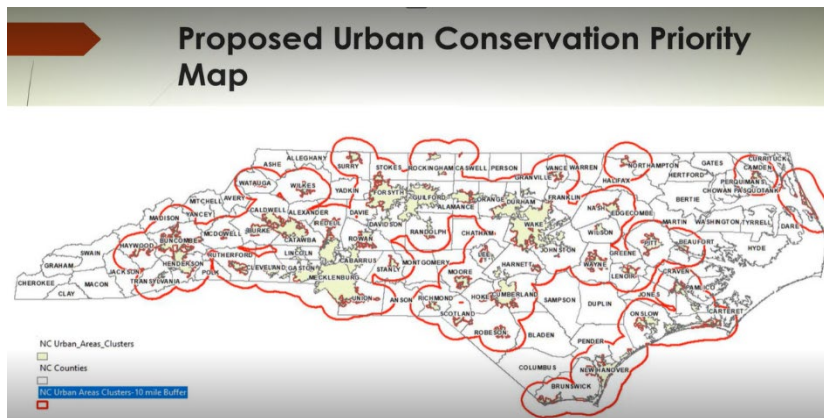 Proposed Urban Conservation Priority
Map
ALLEGHANY
SURRY
STOKES
ROCKINGHAM
CASWELL
PERSON
GRANVILLE
VANCE
WARREN
NORTHAMPTON
GATES
CURRITUCK
CAMDEN
ASHE
HERTFORD
PERQUIMANS
HALIFAX
WATAUGA
WILKES
YADKIN
FORSYTH
GUILFORD
ORANGE
DURHAM
FRANKLIN
CHOWAN
PASQUOTANK
MITCHELL
AVERY
ALAMANCE
NASH
BERTIE
CALDWELL
ALEXANDER
DAVIE
EDGECOMBE
MADISON
YANCEY
IREDELL
DAVIDSON
WAKE
MARTIN
WASHINGTON
TYRRELL
DARE
BURKE
RANDOLPH
CHATHAM
WILSON
HAYWOOD
BUNCOMBE
MCDOWELL
CATAWBA
ROWAN
JOHNSTON
PITT
BEAUFORT
HYDE
SWAIN
RUTHERFORD
LINCOLN
CABARRUS
LEE
GREENE
GRAHAM
JACKSON
HENDERSON
POLK
CLEVELAND
GASTON
STANLY
MONTGOMERY
MOORE
HARNETT
WAYNE
LENOIR
CRAVEN
CHEROKEE
MACON
TRANSYLVANIA
MECKLENBURG
PAMLICO
CLAY
UNION
ANSON
RICHMOND
HOKE
CUMBERLAND
SAMPSON
DUPLIN
JONES
CARTERET
SCOTLAND
ONSLOW
ROBESON
BLADEN
PENDER
COLUMBUS
NEW HANOVER
BRUNSWICK
NC Urban_Areas_Clusters
NC Counties
NC Urban Areas Clusters-10 mile Buffer